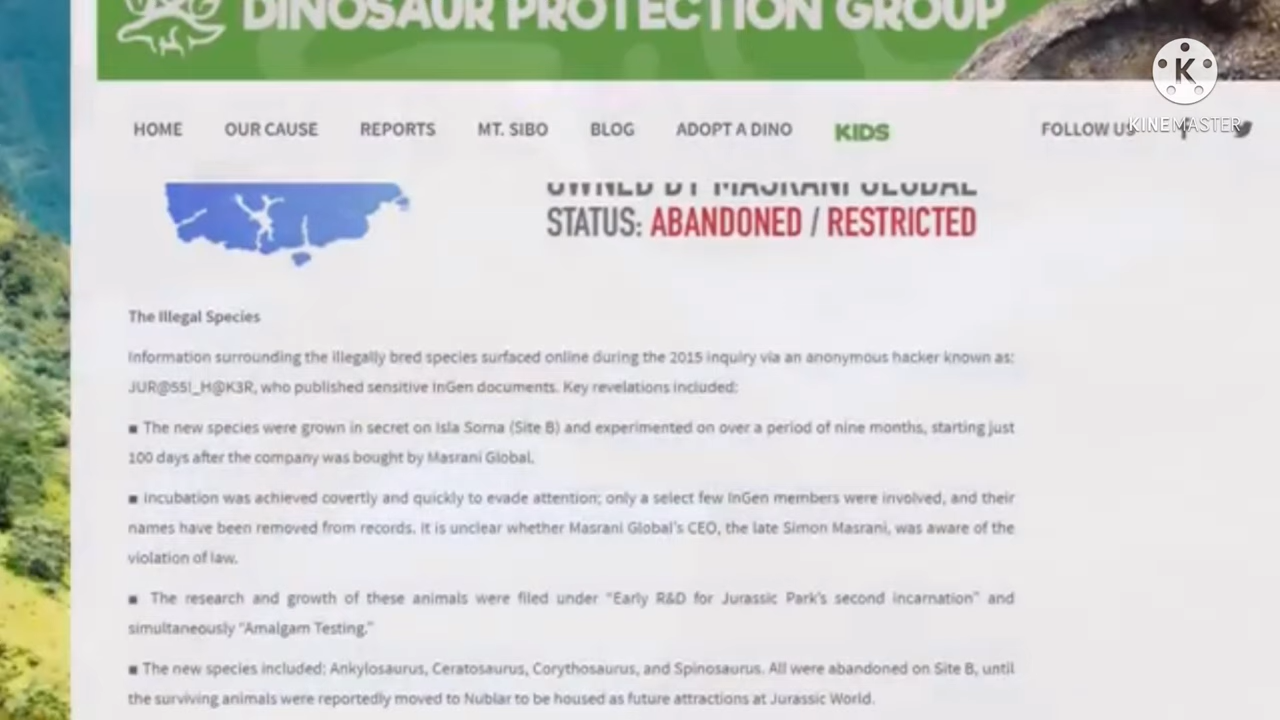 DINOSAUR PROTECTION GROUP
K
KINEMASTER
HOME OUR CAUSE REPORTS MT. SIBO BLOG ADOPT A DINO KIDS FOLLOW US
OWNED BY MASRANI GLOBAL
STATUS: ABANDONED / RESTRICTED
The Illegal Species
Information surrounding the illegally bred species surfaced online during the 2015 inquiry via an anonymous hacker known as:
JUR@55!_H@K3R, who published sensitive InGen documents. Key revelations included:
■ The new species were grown in secret on Isla Sorna (Site B) and experimented on over a period of nine months, starting just
100 days after the company was bought by Masrani Global.
■ Incubation was achieved covertly and quickly to evade attention; only a select few InGen members were involved, and their
names have been removed from records. It is unclear whether Masrani Global's CEO, the late Simon Masrani, was aware of the
violation of law.
■ The research and growth of these animals were filed under "Early R&D for Jurassic Park's second incarnation" and
simultaneously "Amalgam Testing."
■ The new species included: Ankylosaurus, Ceratosaurus, Corythosaurus, and Spinosaurus. All were abandoned on Site B, until
the surviving animals were reportedly moved to Nublar to be housed as future attractions at Jurassic World.